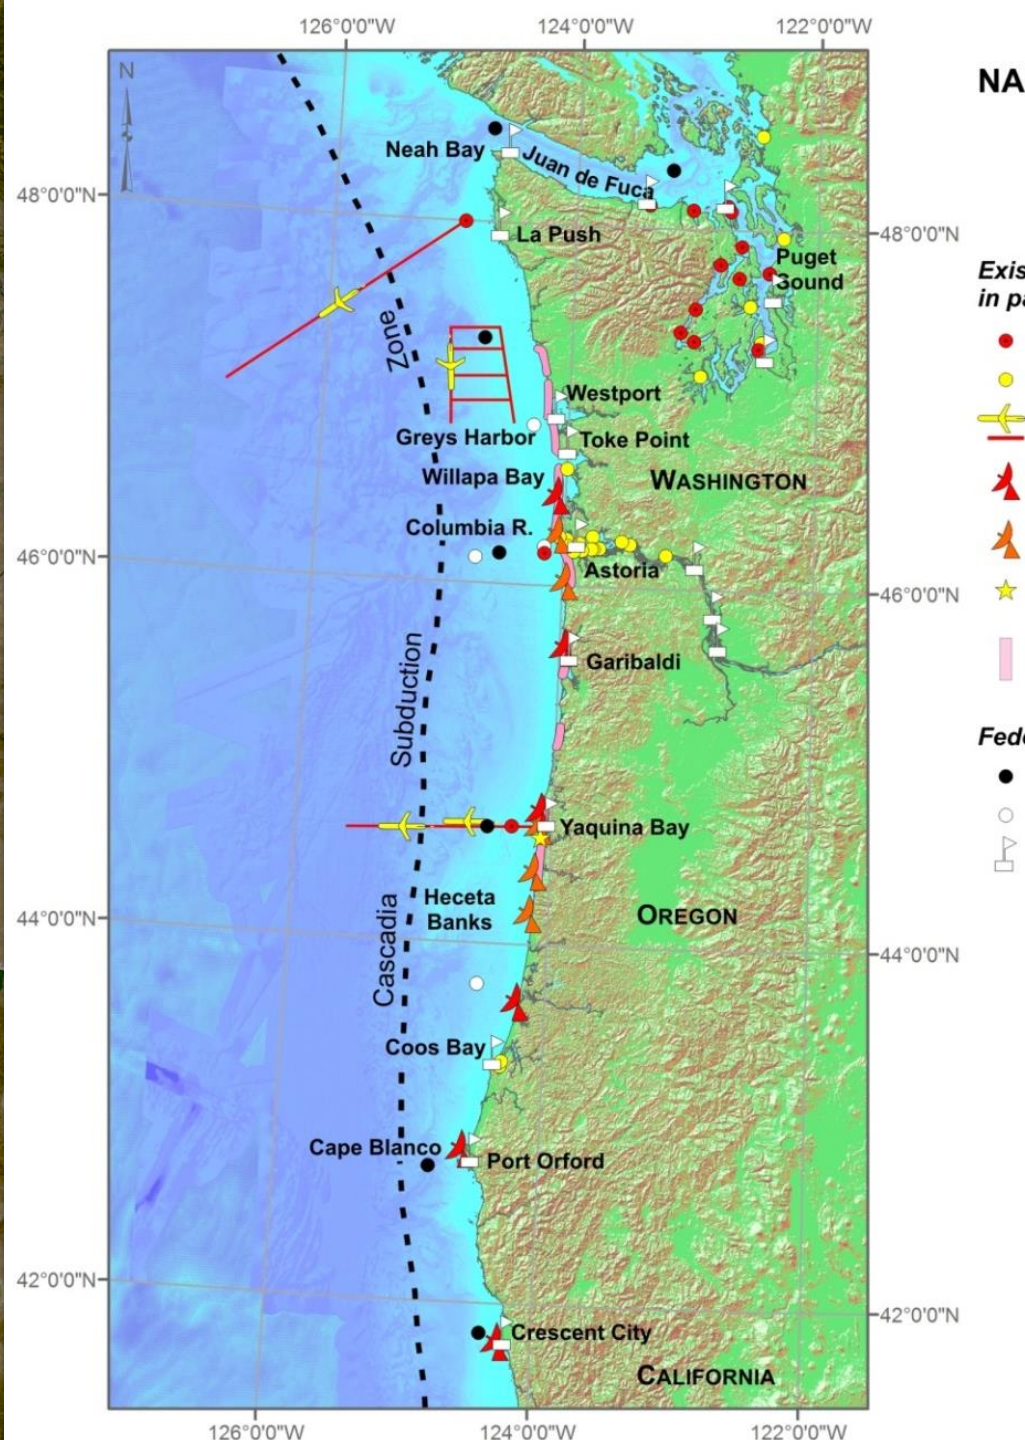 126°0'0"W
124°0'0"W
122°0'0"W
N
NA
Neah Bay
Juan de Fuca
48°0'0"N
La Push
48°0'0"N
Puget
Sound
Exis
in pa
Zone
Westport
Greys Harbor
Toke Point
Willapa Bay
WASHINGTON
Columbia R.
46°0'0"N
Astoria
46°0'0"N
Subduction
Garibaldi
Fede
Yaquina Bay
Heceta
Banks
44°0'0"N
OREGON
Cascadia
44°0'0"N
Coos Bay
Cape Blanco
Port Orford
42°0'0"N
42°0'0"N
Crescent City
CALIFORNIA
126°0'0"W
124°0'0"W
122°0'0"W